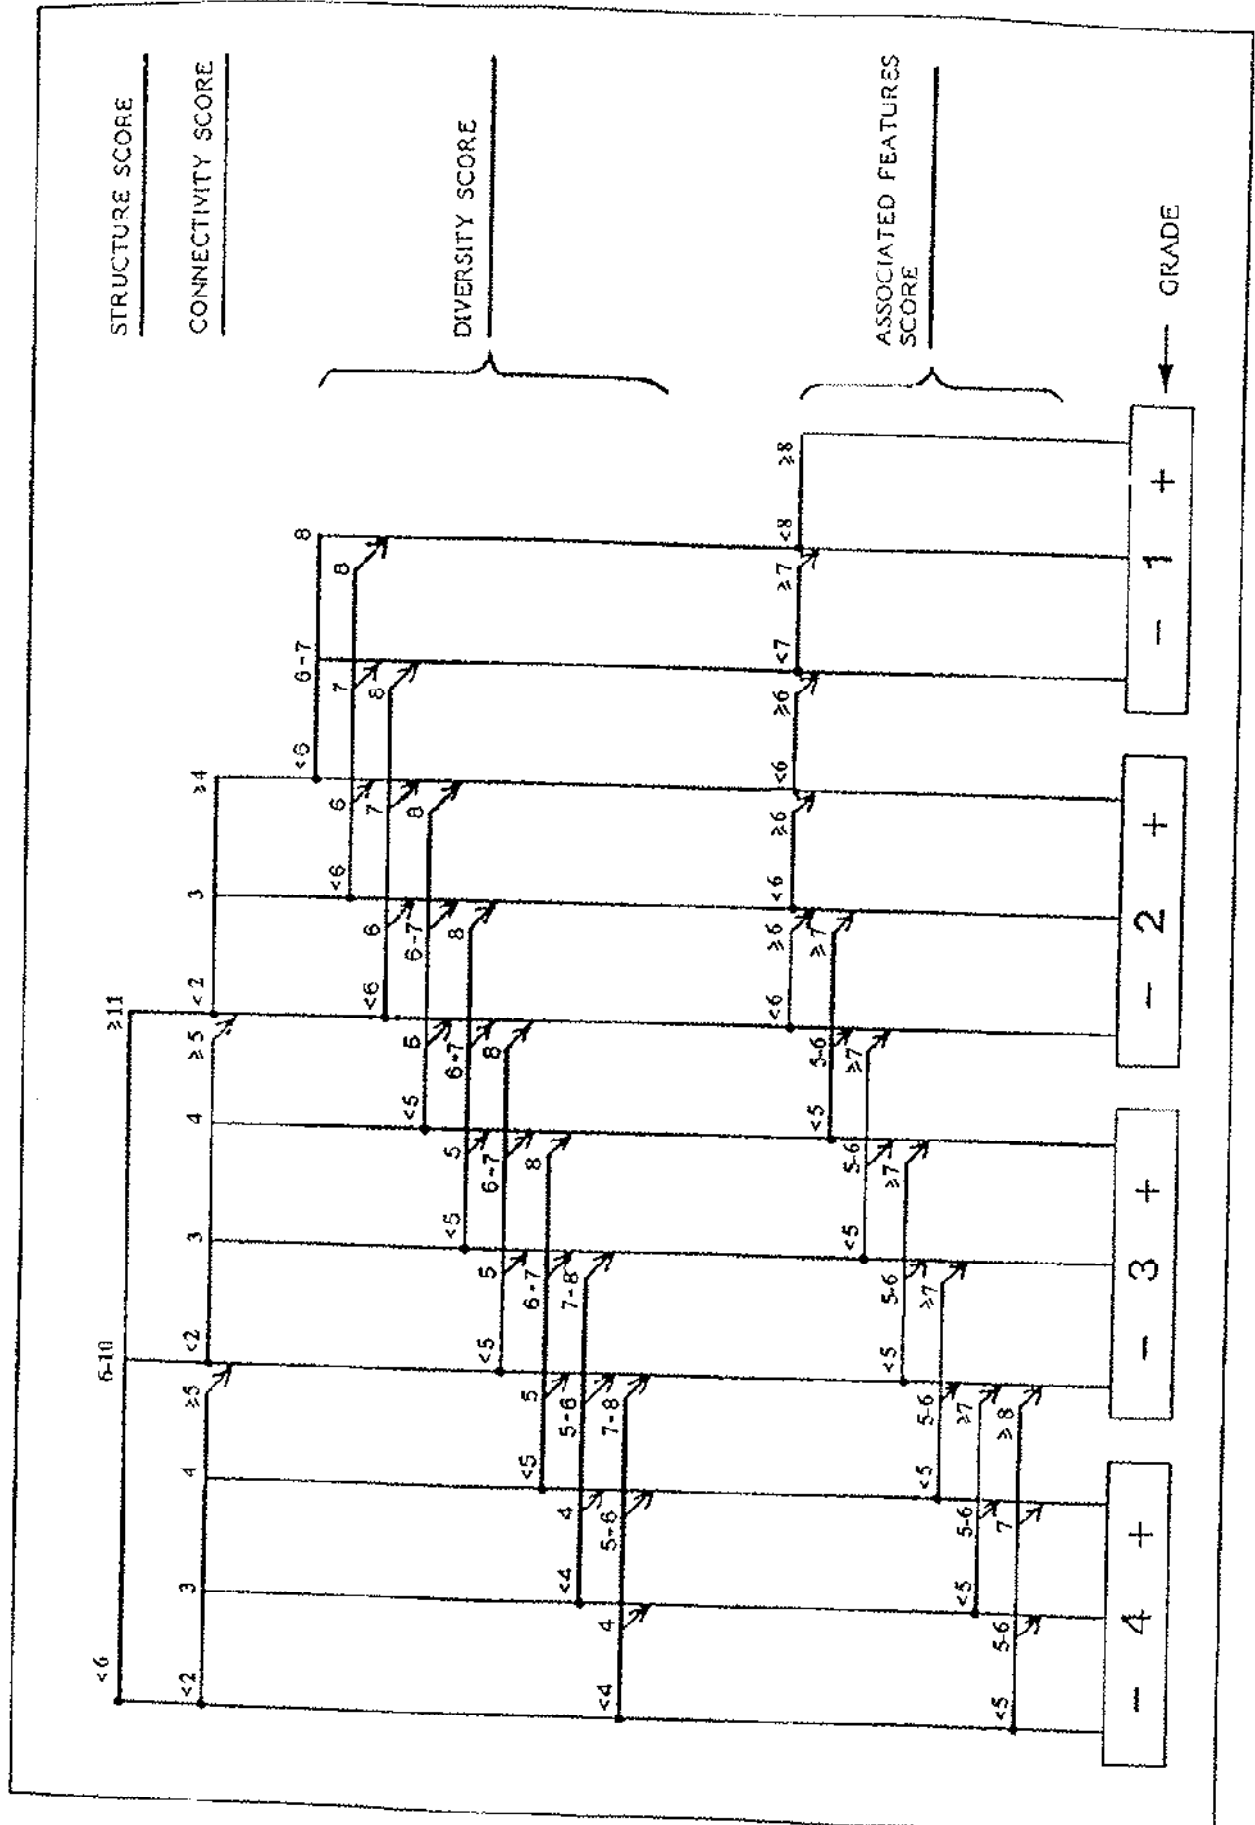 <6 6-10 ≥11 STRUCTURE SCORE
<2 3 4 ≥5 <2 3 4 ≥5 <2 3 ≥4 CONNECTIVITY SCORE
<6 6-7 8
<6 6 7 8
<6 6 7 8
<5 6 6-7 8
<5 5 6-7 8 DIVERSITY SCORE
<5 5 6-7 8
<5 5 6-7 8
<4 4 5-6 7-8
<4 4 5-6 7-8
<6 ≥6 <6 ≥6 <6 ≥6 <7 ≥7 <8 ≥8
<5 5-6 ≥7
<5 5-6 ≥7
ASSOCIATED FEATURES
SCORE
<5 5-6 ≥7
<5 5-6 ≥7
<5 5-6 ≥7
<5 5-6 7 ≥8
- 4 + - 3 + - 2 + - 1 + ← GRADE